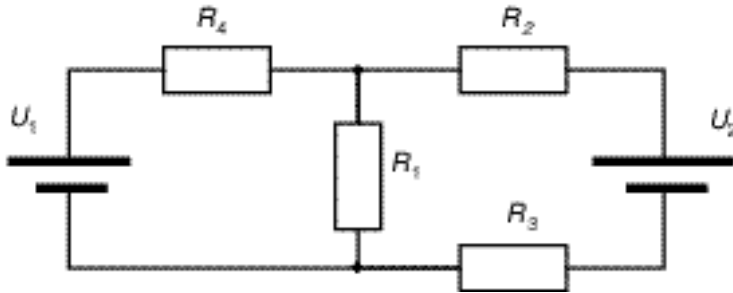 R₄ R₂
U₁ U₂
R₁
R₃